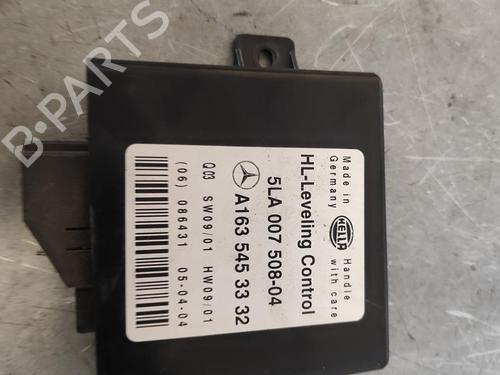 Made in
Germany
HELLA
Handle
with care
HL-Leveling Control
5LA 007 508-04
A163 545 33 32
Q03 SW09/01 HW09/01
(06) 086431 05-04-04
B-PARTS